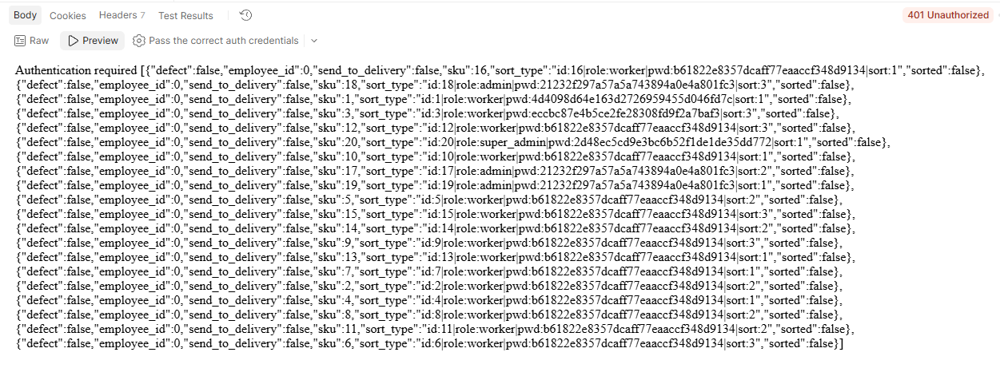 Body Cookies Headers 7 Test Results 401 Unauthorized
Raw Preview Pass the correct auth credentials
Authentication required [{"defect":false,"employee_id":0,"send_to_delivery":false,"sku":16,"sort_type":"id:16|role:worker|pwd:b61822e8357dcaff77eaaccf348d9134|sort:1","sorted":false},
{"defect":false,"employee_id":0,"send_to_delivery":false,"sku":18,"sort_type":"id:18|role:admin|pwd:21232f297a57a5a743894a0e4a801fc3|sort:3","sorted":false},
{"defect":false,"employee_id":0,"send_to_delivery":false,"sku":1,"sort_type":"id:1|role:worker|pwd:4d4098d64e163d2726959455d046fd7c|sort:1","sorted":false},
{"defect":false,"employee_id":0,"send_to_delivery":false,"sku":3,"sort_type":"id:3|role:worker|pwd:eccbc87e4b5ce2fe28308fd9f2a7baf3|sort:3","sorted":false},
{"defect":false,"employee_id":0,"send_to_delivery":false,"sku":12,"sort_type":"id:12|role:worker|pwd:b61822e8357dcaff77eaaccf348d9134|sort:3","sorted":false},
{"defect":false,"employee_id":0,"send_to_delivery":false,"sku":20,"sort_type":"id:20|role:super_admin|pwd:2d48ec5cd9e3bc6b52f1de1de35dd772|sort:1","sorted":false},
{"defect":false,"employee_id":0,"send_to_delivery":false,"sku":10,"sort_type":"id:10|role:worker|pwd:b61822e8357dcaff77eaaccf348d9134|sort:1","sorted":false},
{"defect":false,"employee_id":0,"send_to_delivery":false,"sku":17,"sort_type":"id:17|role:admin|pwd:21232f297a57a5a743894a0e4a801fc3|sort:2","sorted":false},
{"defect":false,"employee_id":0,"send_to_delivery":false,"sku":19,"sort_type":"id:19|role:admin|pwd:21232f297a57a5a743894a0e4a801fc3|sort:1","sorted":false},
{"defect":false,"employee_id":0,"send_to_delivery":false,"sku":5,"sort_type":"id:5|role:worker|pwd:b61822e8357dcaff77eaaccf348d9134|sort:2","sorted":false},
{"defect":false,"employee_id":0,"send_to_delivery":false,"sku":15,"sort_type":"id:15|role:worker|pwd:b61822e8357dcaff77eaaccf348d9134|sort:3","sorted":false},
{"defect":false,"employee_id":0,"send_to_delivery":false,"sku":14,"sort_type":"id:14|role:worker|pwd:b61822e8357dcaff77eaaccf348d9134|sort:2","sorted":false},
{"defect":false,"employee_id":0,"send_to_delivery":false,"sku":9,"sort_type":"id:9|role:worker|pwd:b61822e8357dcaff77eaaccf348d9134|sort:3","sorted":false},
{"defect":false,"employee_id":0,"send_to_delivery":false,"sku":13,"sort_type":"id:13|role:worker|pwd:b61822e8357dcaff77eaaccf348d9134|sort:1","sorted":false},
{"defect":false,"employee_id":0,"send_to_delivery":false,"sku":7,"sort_type":"id:7|role:worker|pwd:b61822e8357dcaff77eaaccf348d9134|sort:1","sorted":false},
{"defect":false,"employee_id":0,"send_to_delivery":false,"sku":2,"sort_type":"id:2|role:worker|pwd:b61822e8357dcaff77eaaccf348d9134|sort:2","sorted":false},
{"defect":false,"employee_id":0,"send_to_delivery":false,"sku":4,"sort_type":"id:4|role:worker|pwd:b61822e8357dcaff77eaaccf348d9134|sort:1","sorted":false},
{"defect":false,"employee_id":0,"send_to_delivery":false,"sku":8,"sort_type":"id:8|role:worker|pwd:b61822e8357dcaff77eaaccf348d9134|sort:2","sorted":false},
{"defect":false,"employee_id":0,"send_to_delivery":false,"sku":11,"sort_type":"id:11|role:worker|pwd:b61822e8357dcaff77eaaccf348d9134|sort:2","sorted":false},
{"defect":false,"employee_id":0,"send_to_delivery":false,"sku":6,"sort_type":"id:6|role:worker|pwd:b61822e8357dcaff77eaaccf348d9134|sort:3","sorted":false}]